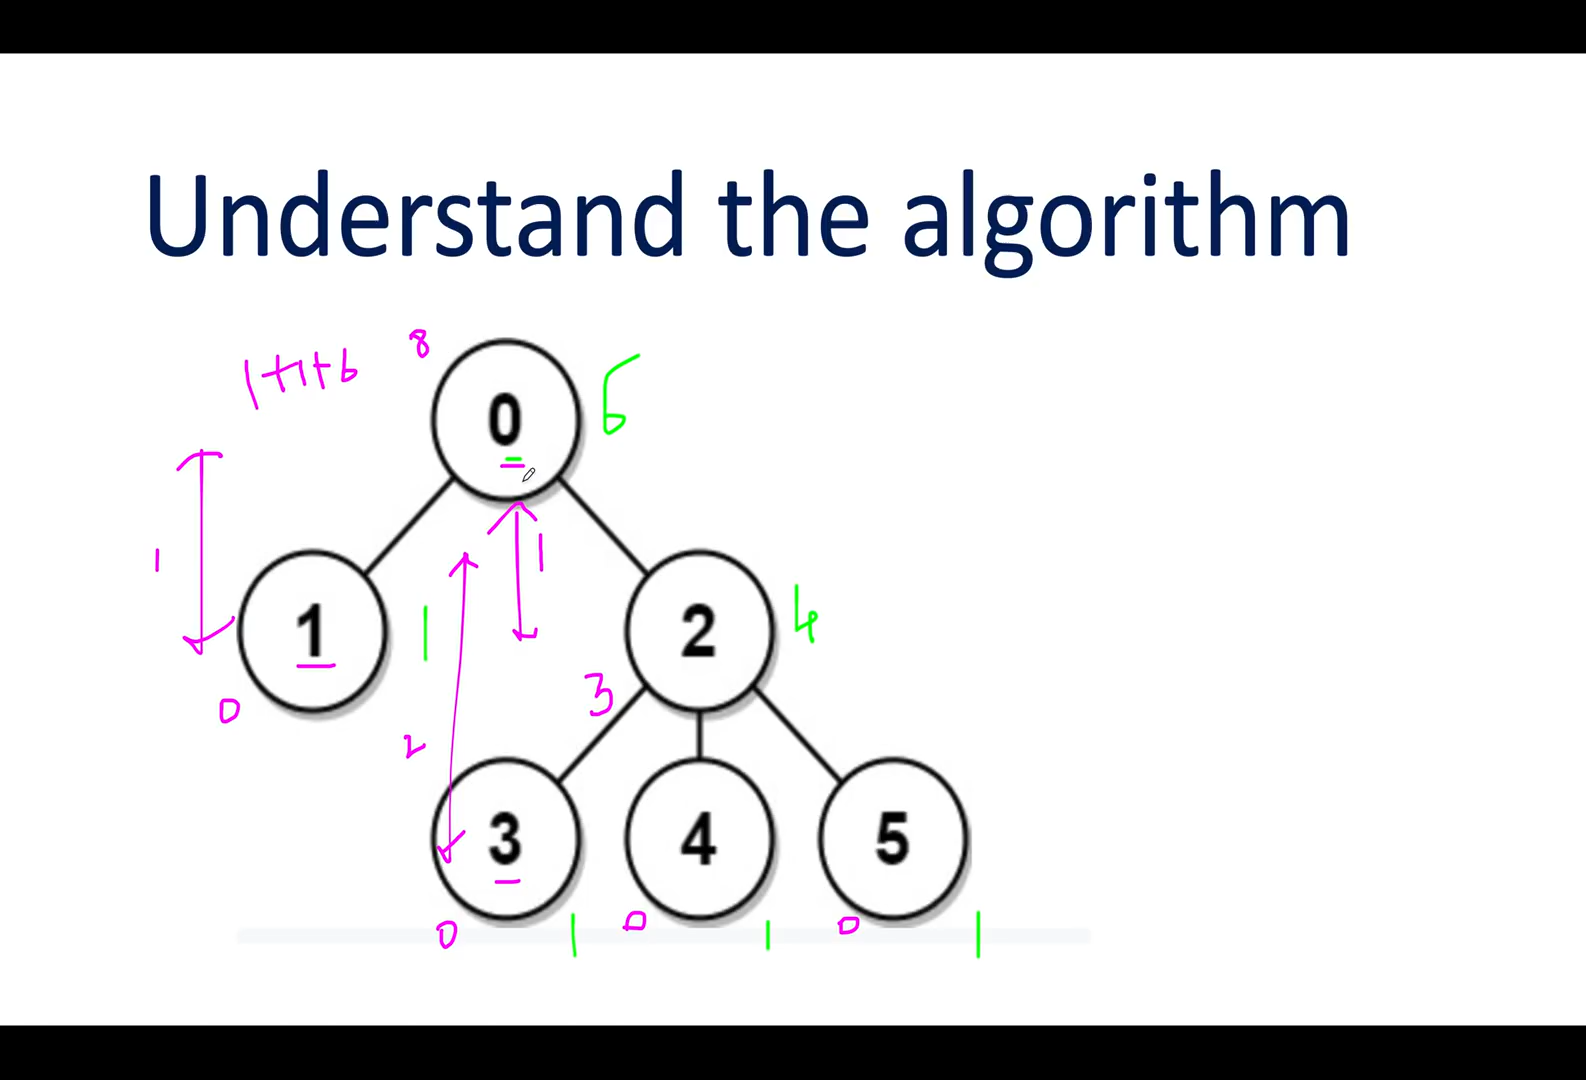 Understand the algorithm
1+1+6 8
0 6
1
1 1 1 2 4
0 3
2
3 4 5
0 1 0 1 0 1